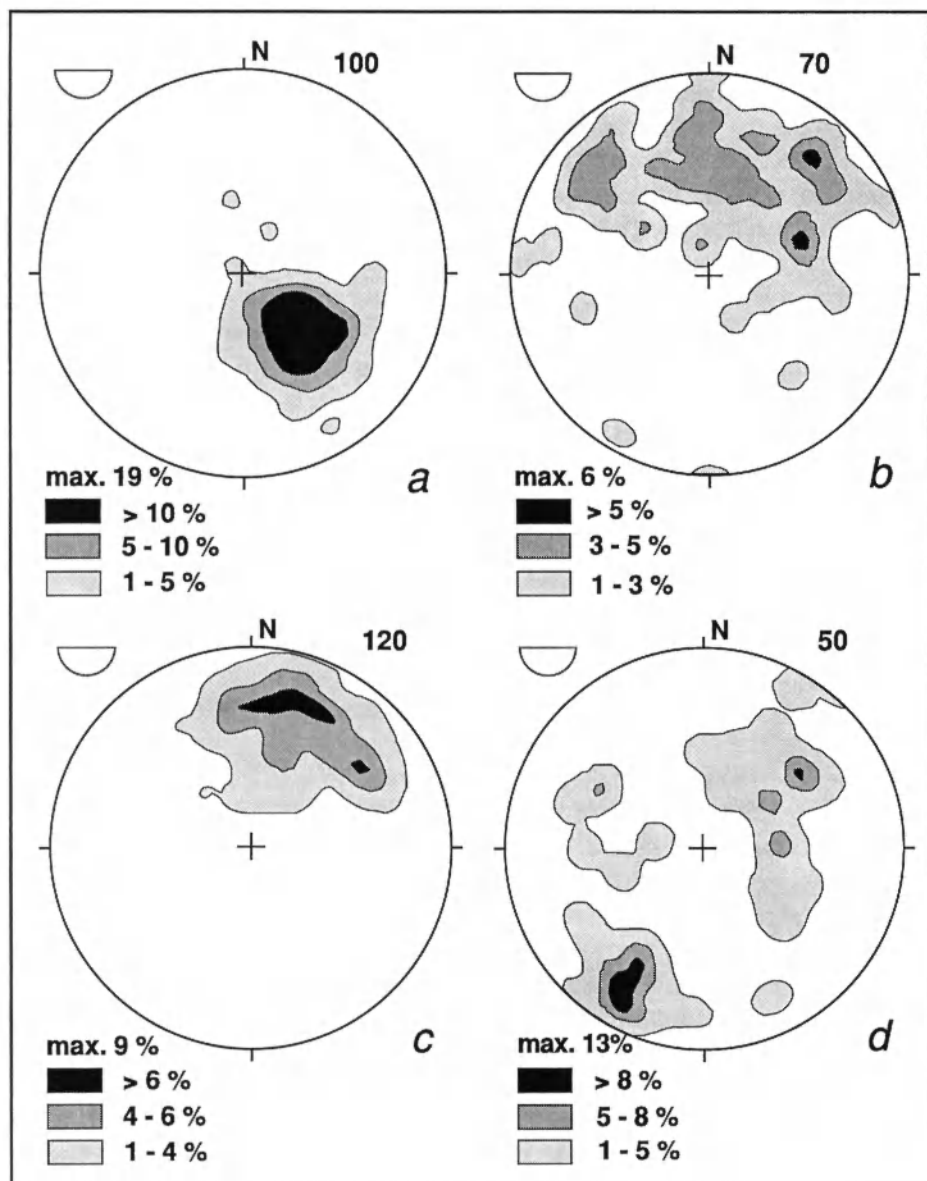 N 100
N 70
max. 19 %
a
> 10 %
5 - 10 %
1 - 5 %
max. 6 %
b
> 5 %
3 - 5 %
1 - 3 %
N 120
N 50
max. 9 %
c
> 6 %
4 - 6 %
1 - 4 %
max. 13%
d
> 8 %
5 - 8 %
1 - 5 %